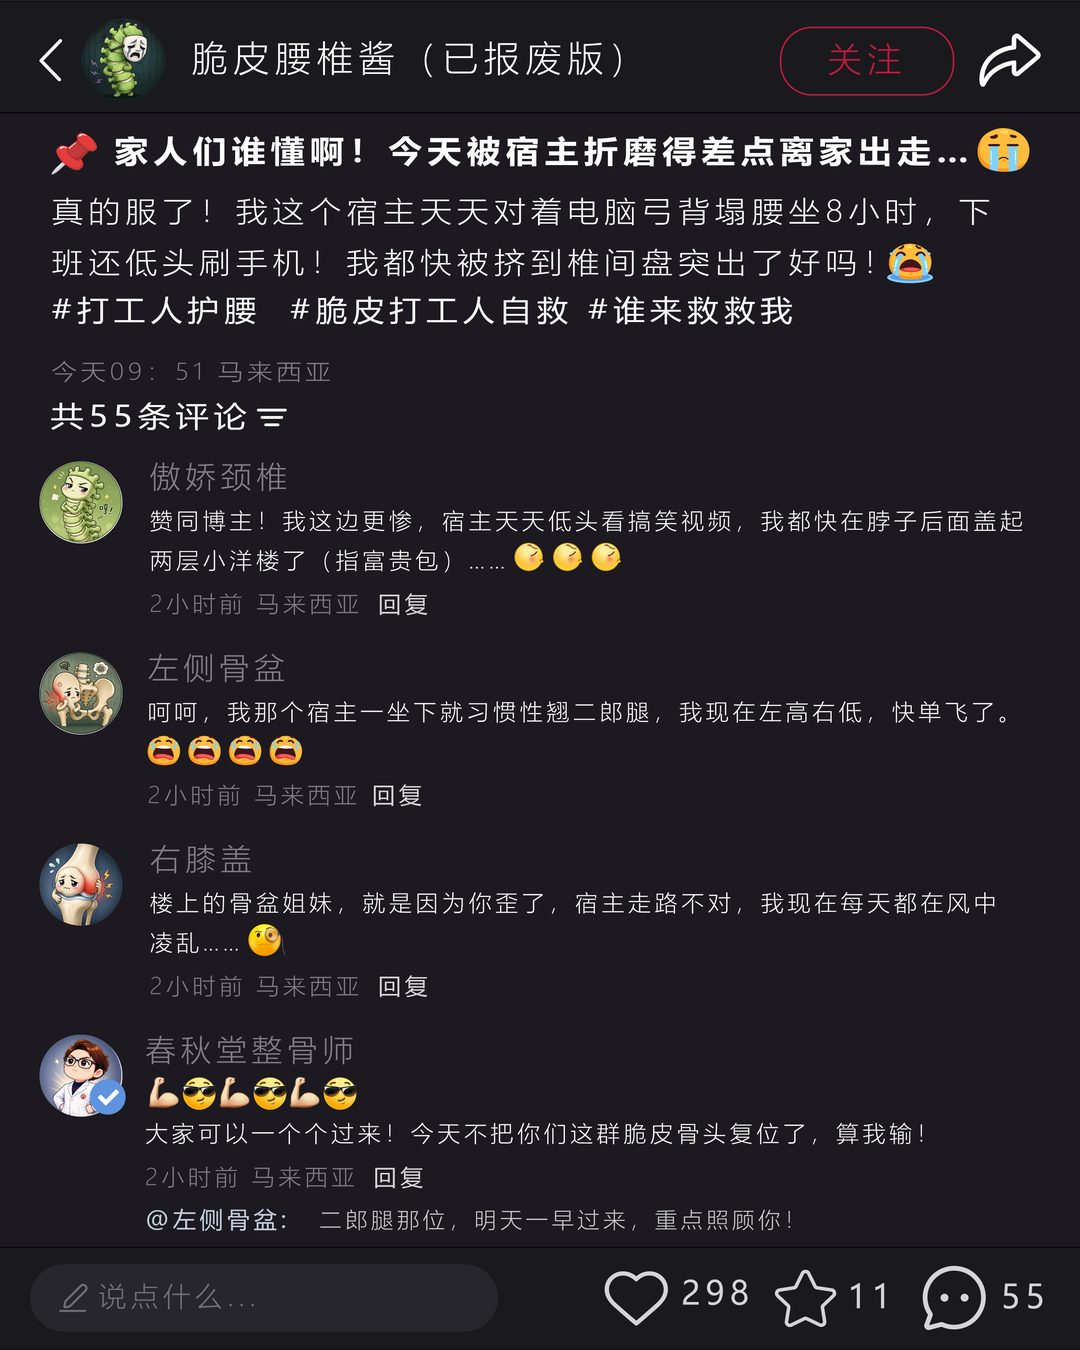 脆皮腰椎酱（已报废版）
关注
📌 家人们谁懂啊！今天被宿主折磨得差点离家出走...😭
真的服了！我这个宿主天天对着电脑弓背塌腰坐8小时，下
班还低头刷手机！我都快被挤到椎间盘突出了好吗！😭
#打工人护腰 #脆皮打工人自救 #谁来救救我
今天09：51 马来西亚
共55条评论
傲娇颈椎
哼!
赞同博主！我这边更惨，宿主天天低头看搞笑视频，我都快在脖子后面盖起
两层小洋楼了（指富贵包）……
2小时前 马来西亚 回复
左侧骨盆
呵呵，我那个宿主一坐下就习惯性翘二郎腿，我现在左高右低，快单飞了。
😭😭😭😭
2小时前 马来西亚 回复
右膝盖
楼上的骨盆姐妹，就是因为你歪了，宿主走路不对，我现在每天都在风中
凌乱……🧐
2小时前 马来西亚 回复
春秋堂整骨师
💪😎💪😎💪😎
大家可以一个个过来！今天不把你们这群脆皮骨头复位了，算我输！
2小时前 马来西亚 回复
@左侧骨盆： 二郎腿那位，明天一早过来，重点照顾你！
说点什么...
298
11
55